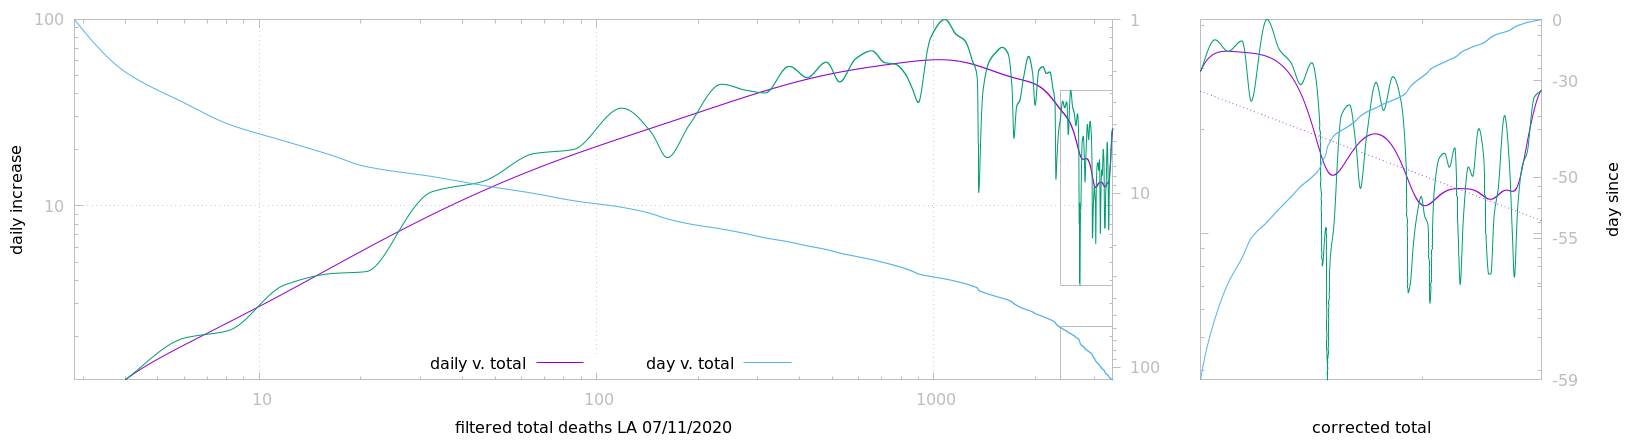 100
10
daily increase
10
100
1000
filtered total deaths LA 07/11/2020
daily v. total
day v. total
1
10
100
0
-30
-50
-55
-59
day since
corrected total